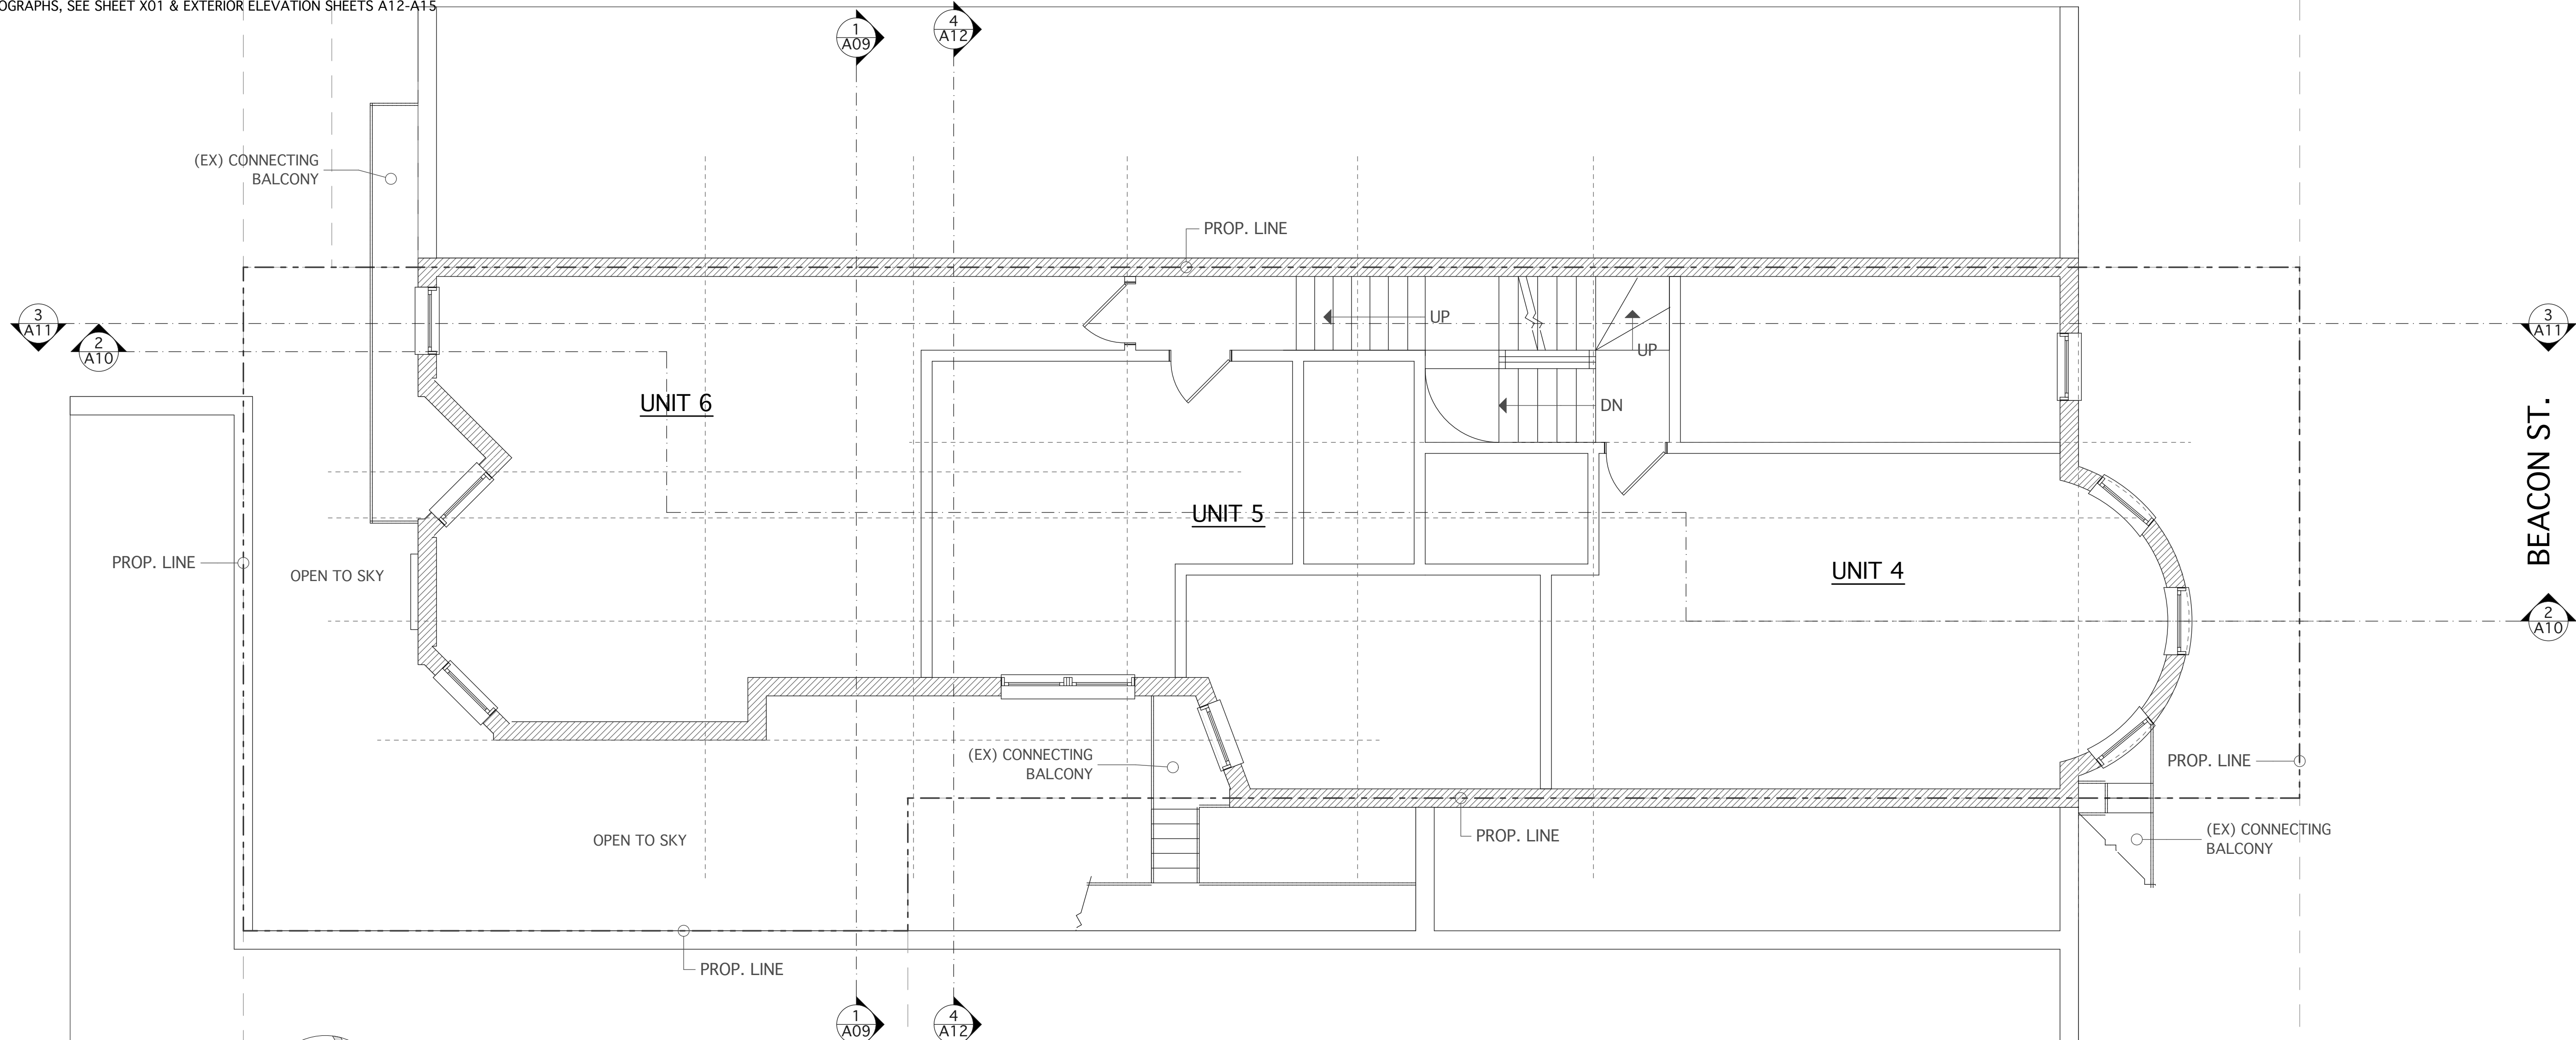 OGRAPHS, SEE SHEET X01 & EXTERIOR ELEVATION SHEETS A12-A15
1
A09
4
A12
(EX) CONNECTING
BALCONY
PROP. LINE
3
A11
2
A10
UP
UP
3
A11
UNIT 6
DN
BEACON ST.
UNIT 5
PROP. LINE
OPEN TO SKY
UNIT 4
2
A10
(EX) CONNECTING
BALCONY
PROP. LINE
OPEN TO SKY
PROP. LINE
(EX) CONNECTING
BALCONY
PROP. LINE
1
A09
4
A12